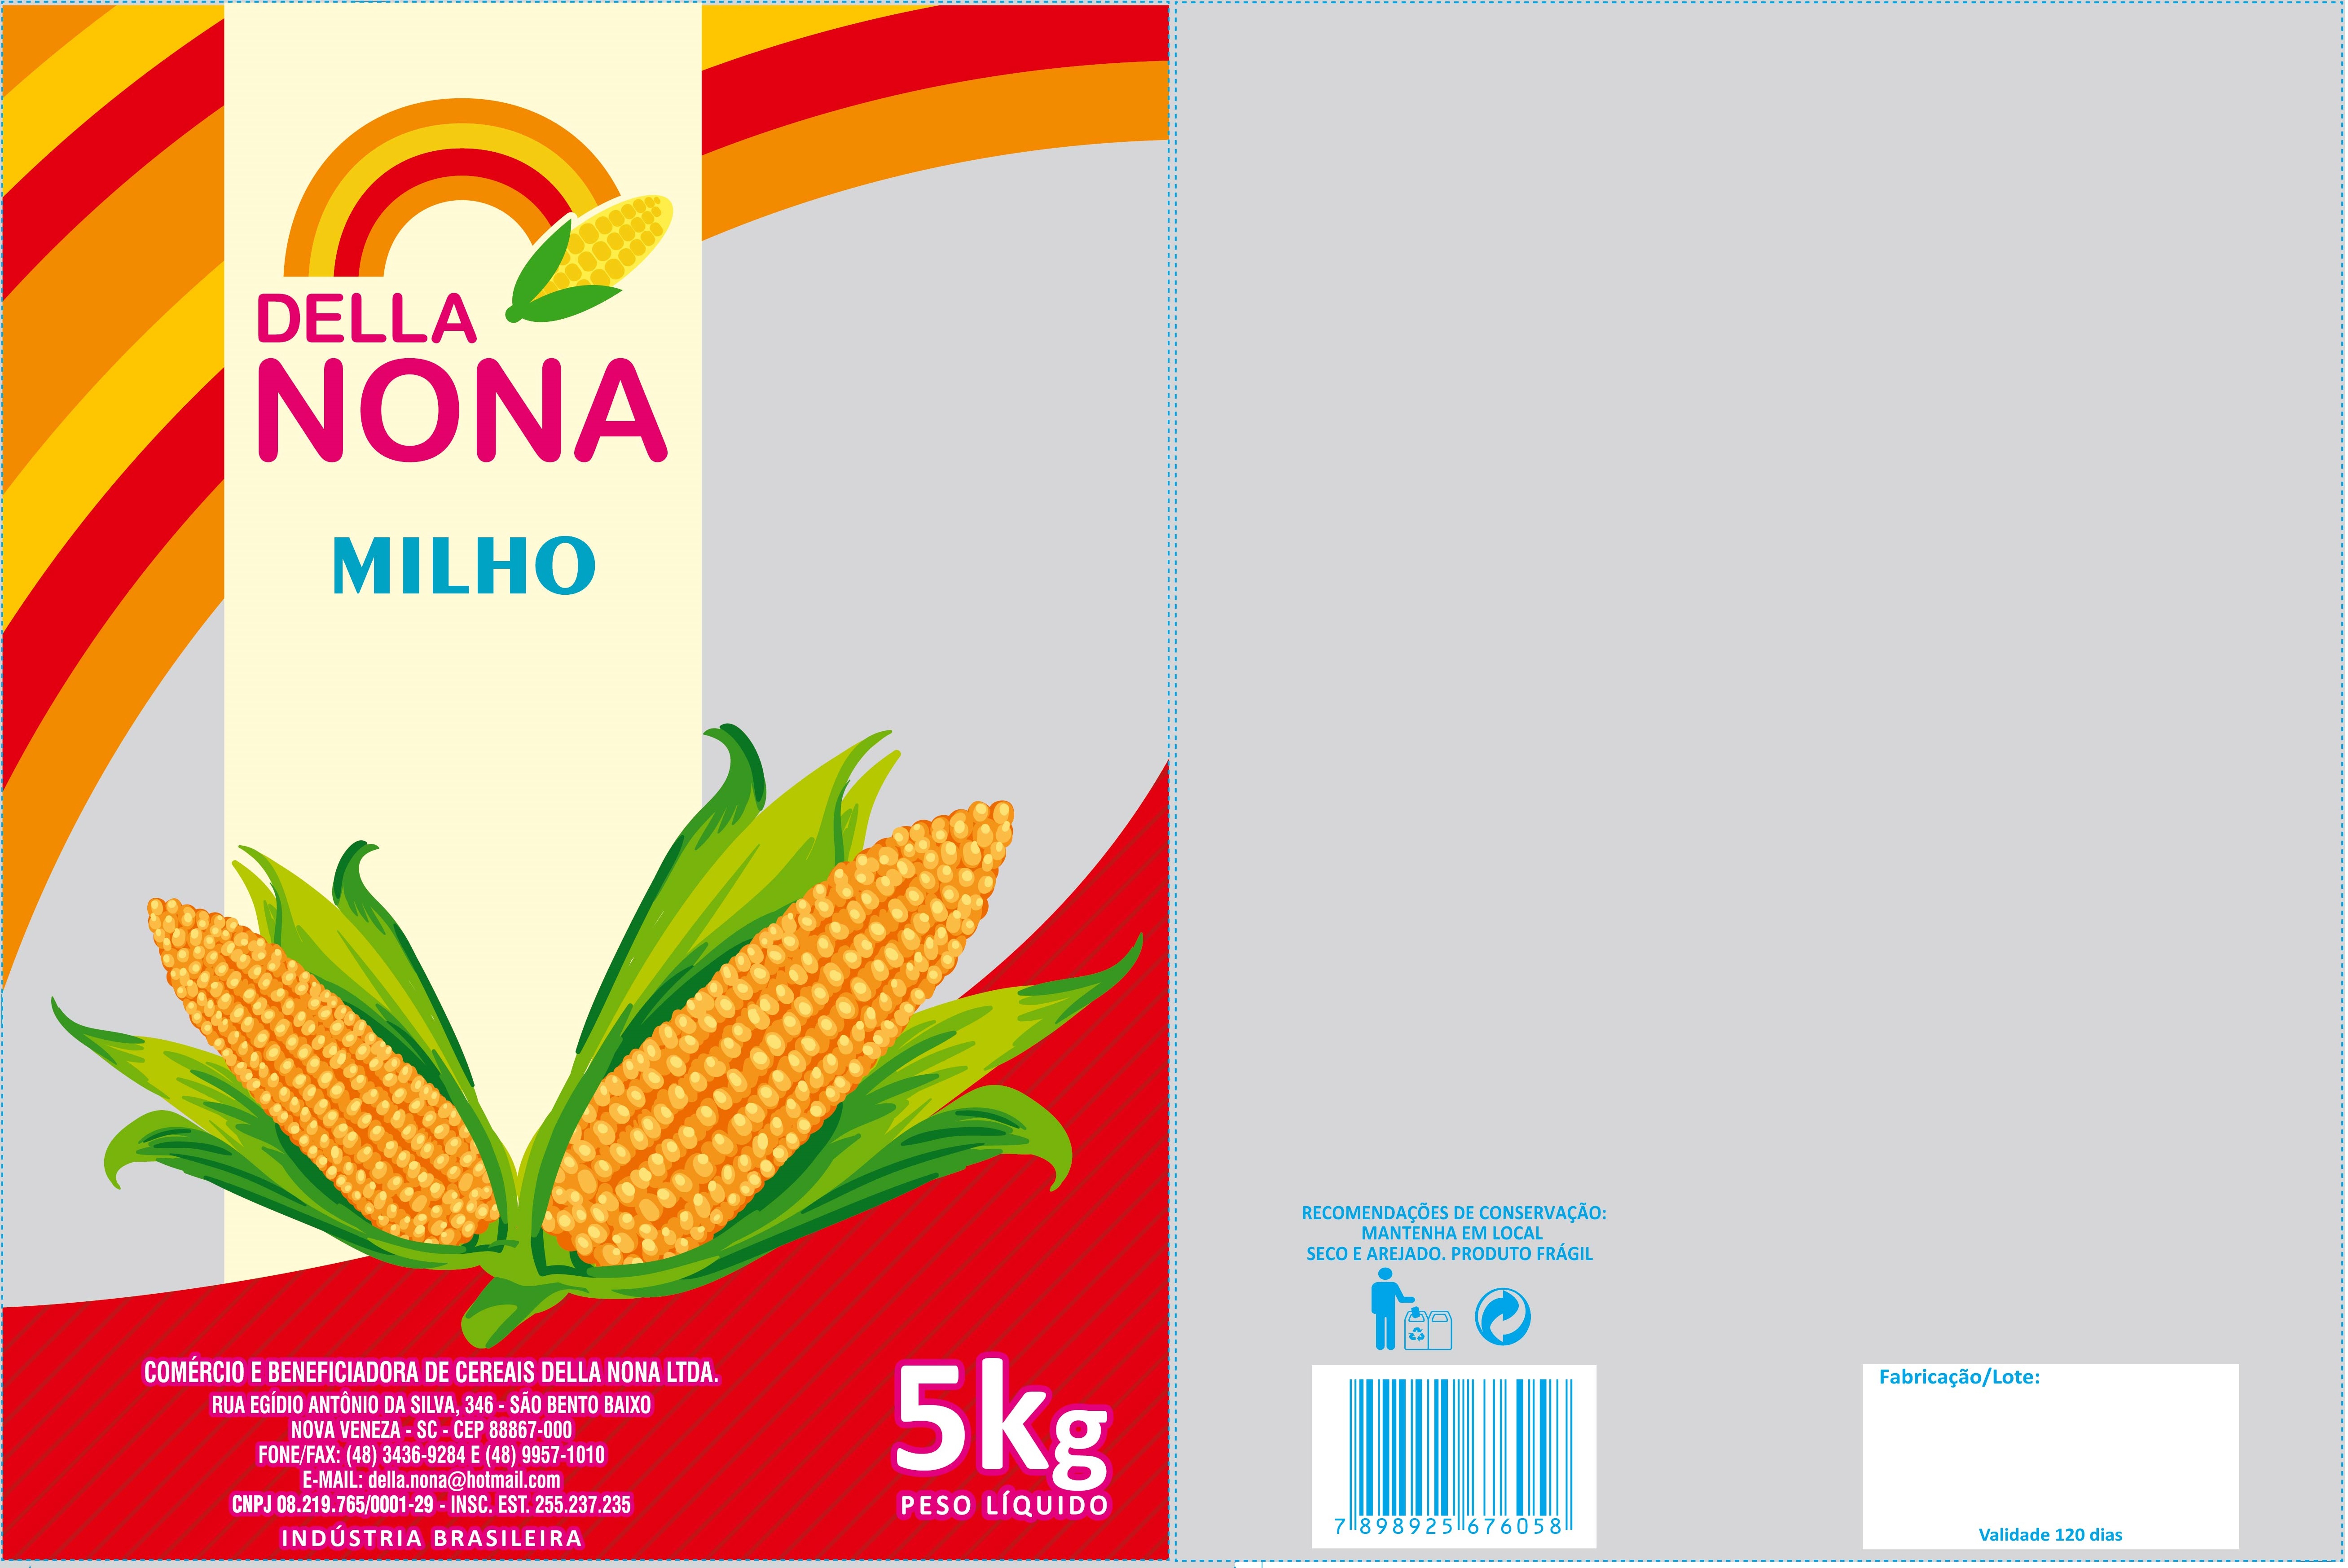 DELLA
NONA
MILHO
COMÉRCIO E BENEFICIADORA DE CEREAIS DELLA NONA LTDA.
RUA EGÍDIO ANTÔNIO DA SILVA, 346 - SÃO BENTO BAIXO
NOVA VENEZA - SC - CEP 88867-000
FONE/FAX: (48) 3436-9284 E (48) 9957-1010
E-MAIL: della.nona@hotmail.com
CNPJ 08.219.765/0001-29 - INSC. EST. 255.237.235
INDÚSTRIA BRASILEIRA
5kg
PESO LÍQUIDO
RECOMENDAÇÕES DE CONSERVAÇÃO:
MANTENHA EM LOCAL
SECO E AREJADO. PRODUTO FRÁGIL
7 898925 676058
Fabricação/Lote:
Validade 120 dias